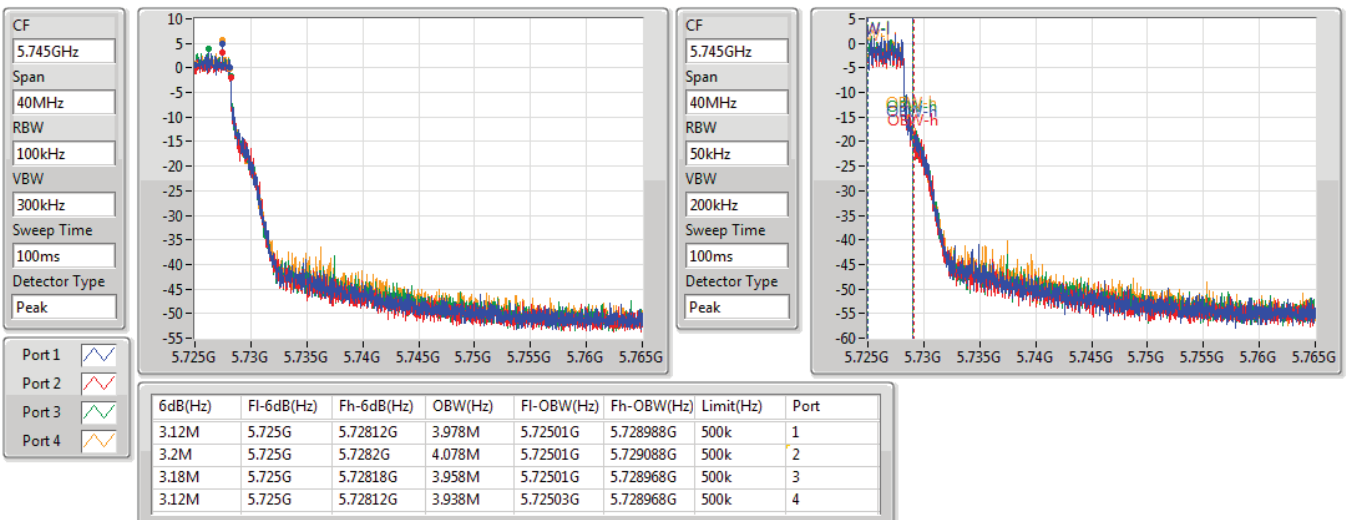 CF
5.745GHz
Span
40MHz
RBW
100kHz
VBW
300kHz
Sweep Time
100ms
Detector Type
Peak
10
5
0
-5
-10
-15
-20
-25
-30
-35
-40
-45
-50
-55
5.725G 5.73G 5.735G 5.74G 5.745G 5.75G 5.755G 5.76G 5.765G
CF
5.745GHz
Span
40MHz
RBW
50kHz
VBW
200kHz
Sweep Time
100ms
Detector Type
Peak
5
0
-5
-10
-15
-20
-25
-30
-35
-40
-45
-50
-55
-60
OBW-h
OBW-h
5.725G 5.73G 5.735G 5.74G 5.745G 5.75G 5.755G 5.76G 5.765G
Port 1
Port 2
Port 3
Port 4
6dB(Hz) Fl-6dB(Hz) Fh-6dB(Hz) OBW(Hz) Fl-OBW(Hz) Fh-OBW(Hz) Limit(Hz) Port
3.12M 5.725G 5.72812G 3.978M 5.72501G 5.728988G 500k 1
3.2M 5.725G 5.7282G 4.078M 5.72501G 5.729088G 500k 2
3.18M 5.725G 5.72818G 3.958M 5.72501G 5.728968G 500k 3
3.12M 5.725G 5.72812G 3.938M 5.72503G 5.728968G 500k 4